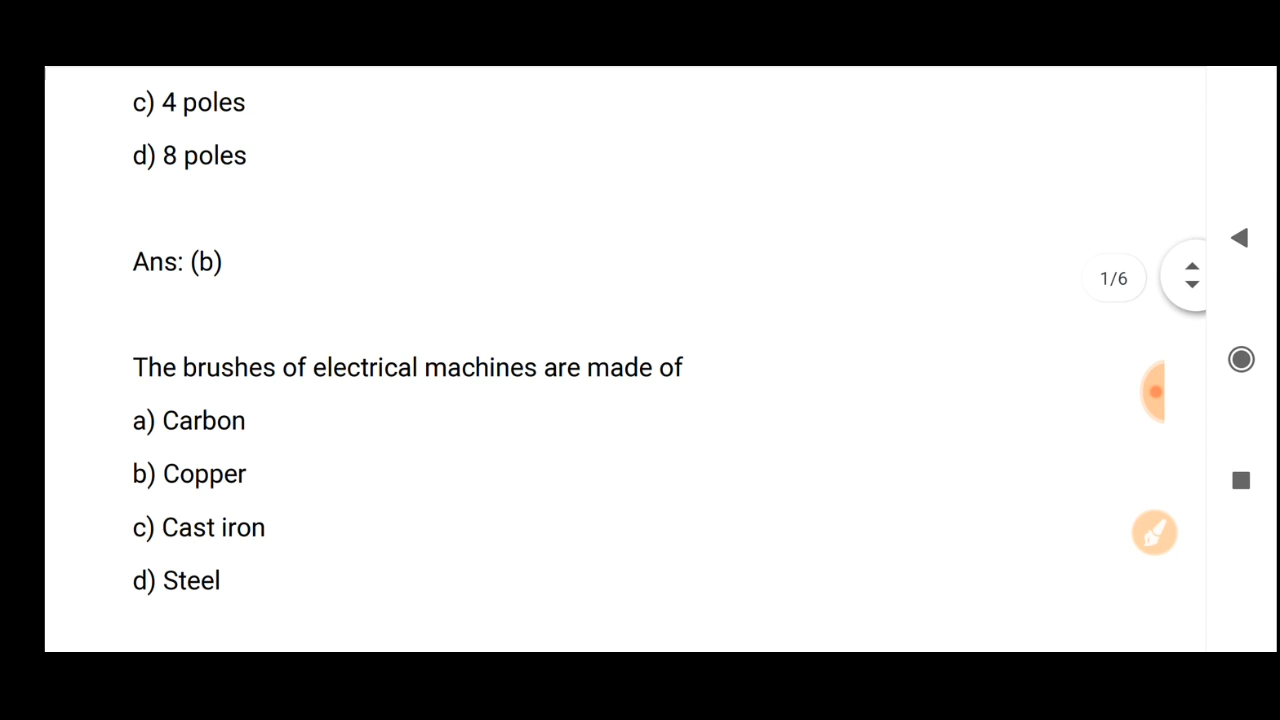 c) 4 poles
d) 8 poles
Ans: (b)
1/6
The brushes of electrical machines are made of
a) Carbon
b) Copper
c) Cast iron
d) Steel